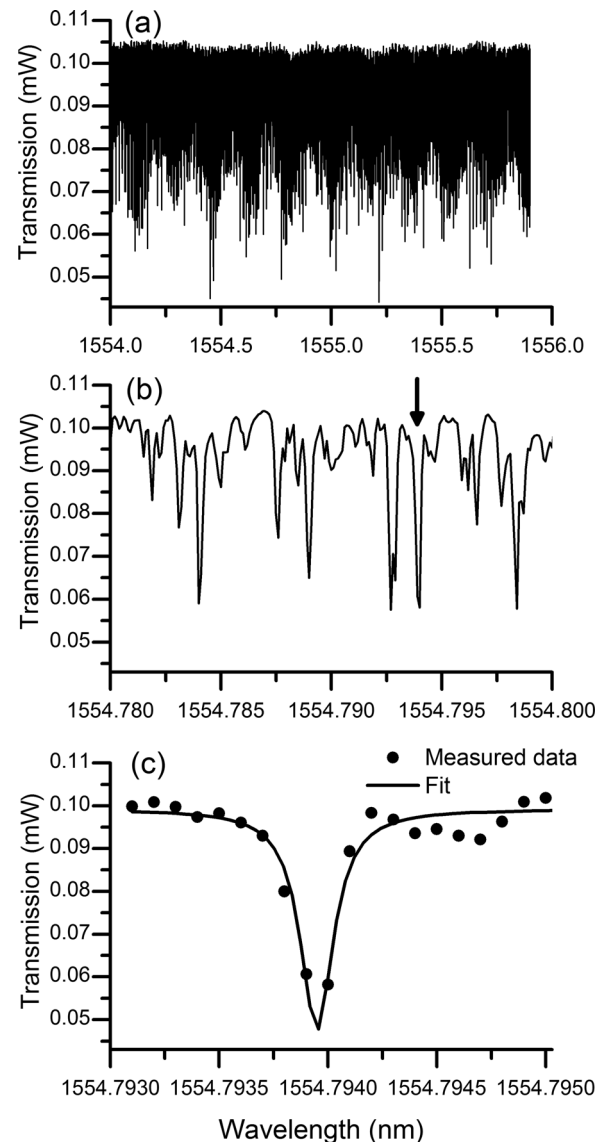 (a)
Transmission (mW)
0.11
0.10
0.09
0.08
0.07
0.06
0.05
1554.0 1554.5 1555.0 1555.5 1556.0
(b)
Transmission (mW)
0.11
0.10
0.09
0.08
0.07
0.06
0.05
1554.780 1554.785 1554.790 1554.795 1554.800
(c)
Measured data
Fit
Transmission (mW)
0.11
0.10
0.09
0.08
0.07
0.06
0.05
1554.7930 1554.7935 1554.7940 1554.7945 1554.7950
Wavelength (nm)